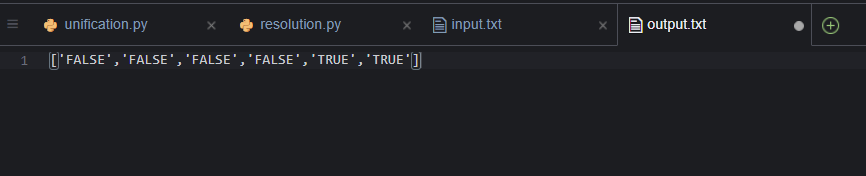 unification.py
resolution.py
input.txt
output.txt
1 ['FALSE','FALSE','FALSE','FALSE','TRUE','TRUE']